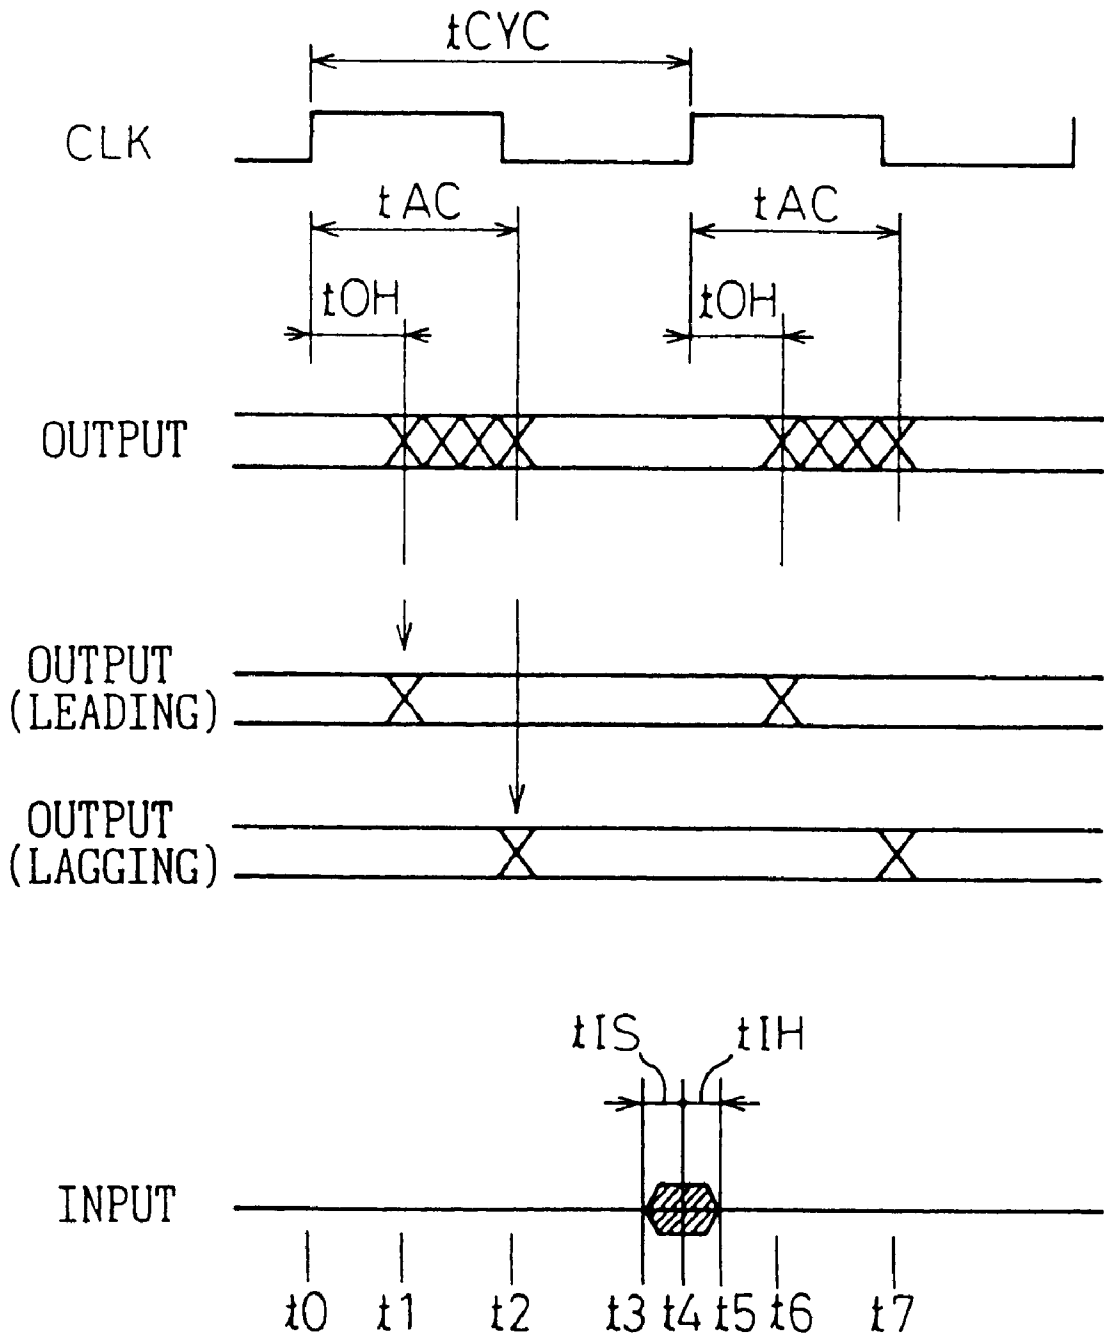 tCYC
CLK
tAC tAC
tOH tOH
OUTPUT
OUTPUT
(LEADING)
OUTPUT
(LAGGING)
tIS tIH
INPUT
t0 t1 t2 t3 t4 t5 t6 t7